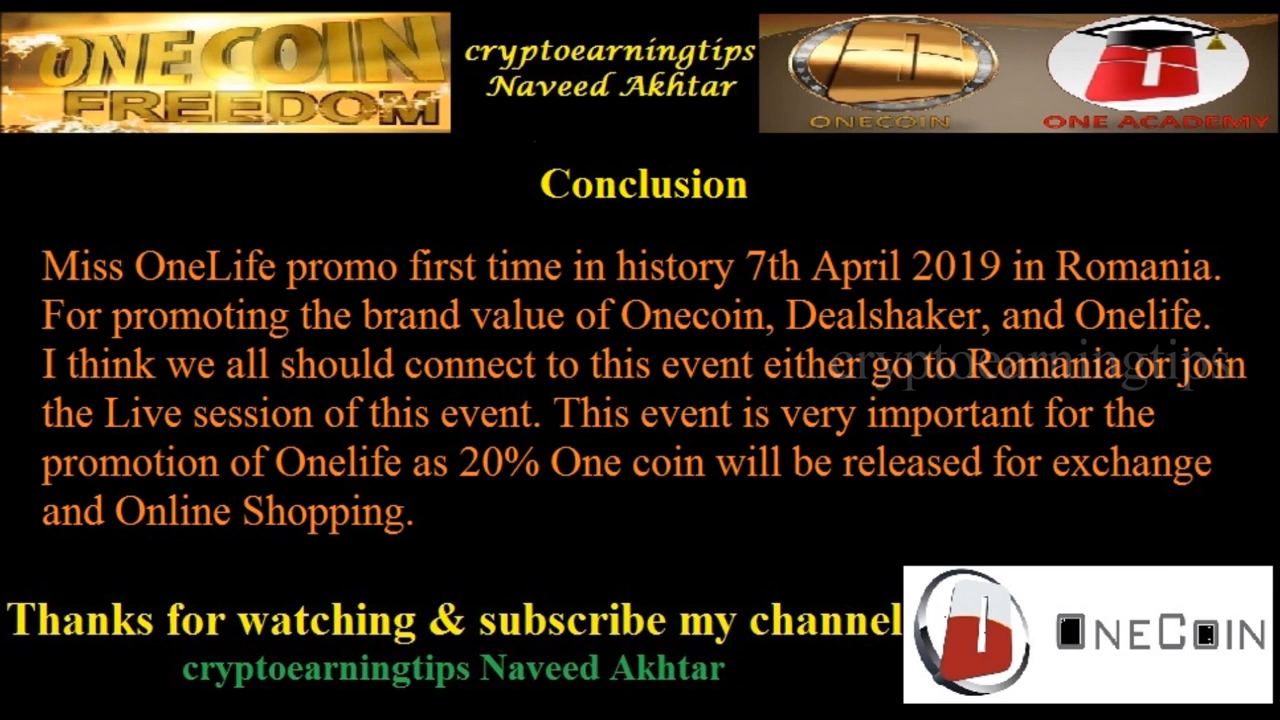 ONE COIN
FREEDOM
cryptoearningtips
Naveed Akhtar
ONECOIN
ONE ACADEMY
Conclusion
Miss OneLife promo first time in history 7th April 2019 in Romania.
For promoting the brand value of Onecoin, Dealshaker, and Onelife.
I think we all should connect to this event either go to Romania or join
cryptoearningtips
the Live session of this event. This event is very important for the
promotion of Onelife as 20% One coin will be released for exchange
and Online Shopping.
Thanks for watching & subscribe my channel
cryptoearningtips Naveed Akhtar
ONECOIN